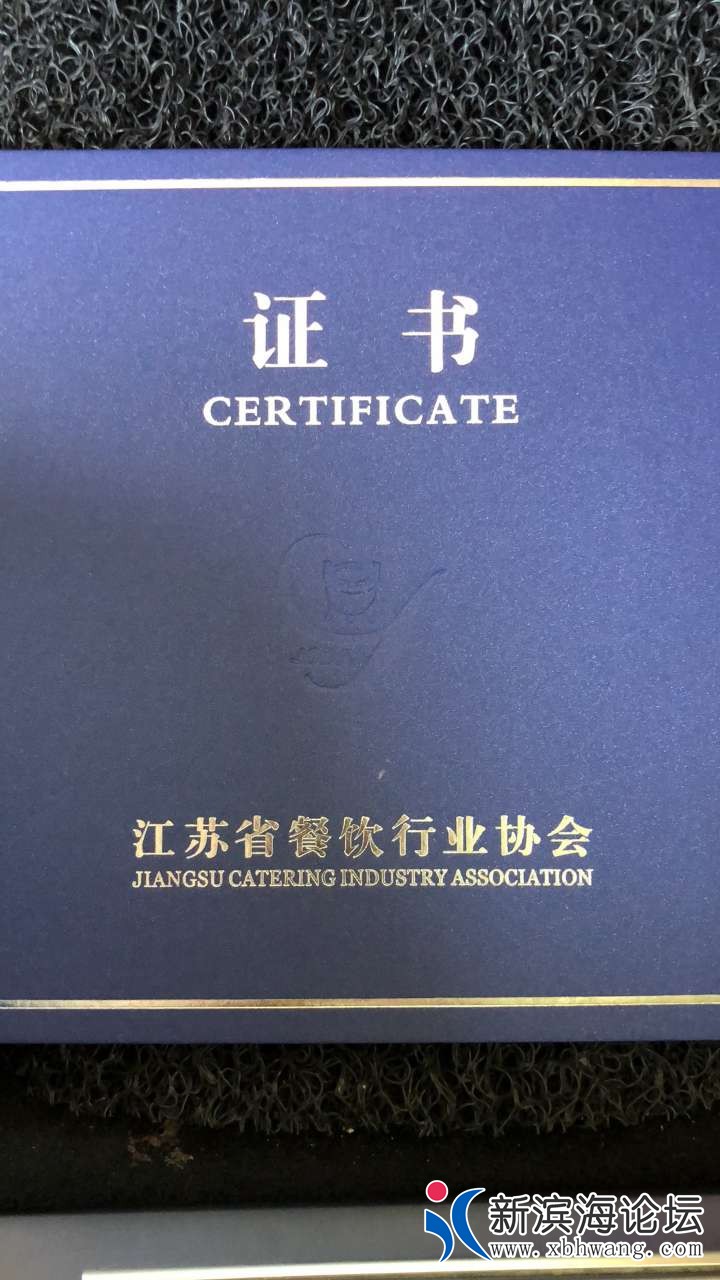 证书
CERTIFICATE
江苏省餐饮行业协会
JIANGSU CATERING INDUSTRY ASSOCIATION
新滨海论坛
www.xbhwang.com